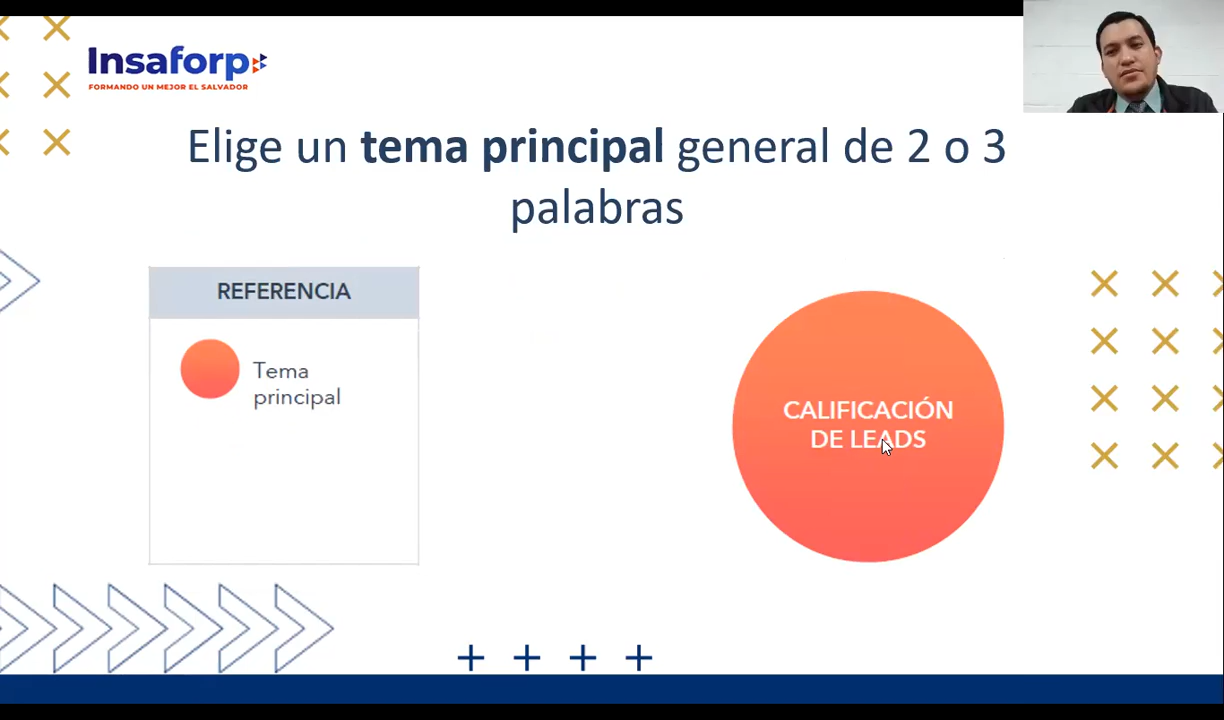 Insaforp
FORMANDO UN MEJOR EL SALVADOR
Elige un tema principal general de 2 o 3
palabras
REFERENCIA
Tema
principal
CALIFICACIÓN
DE LEADS